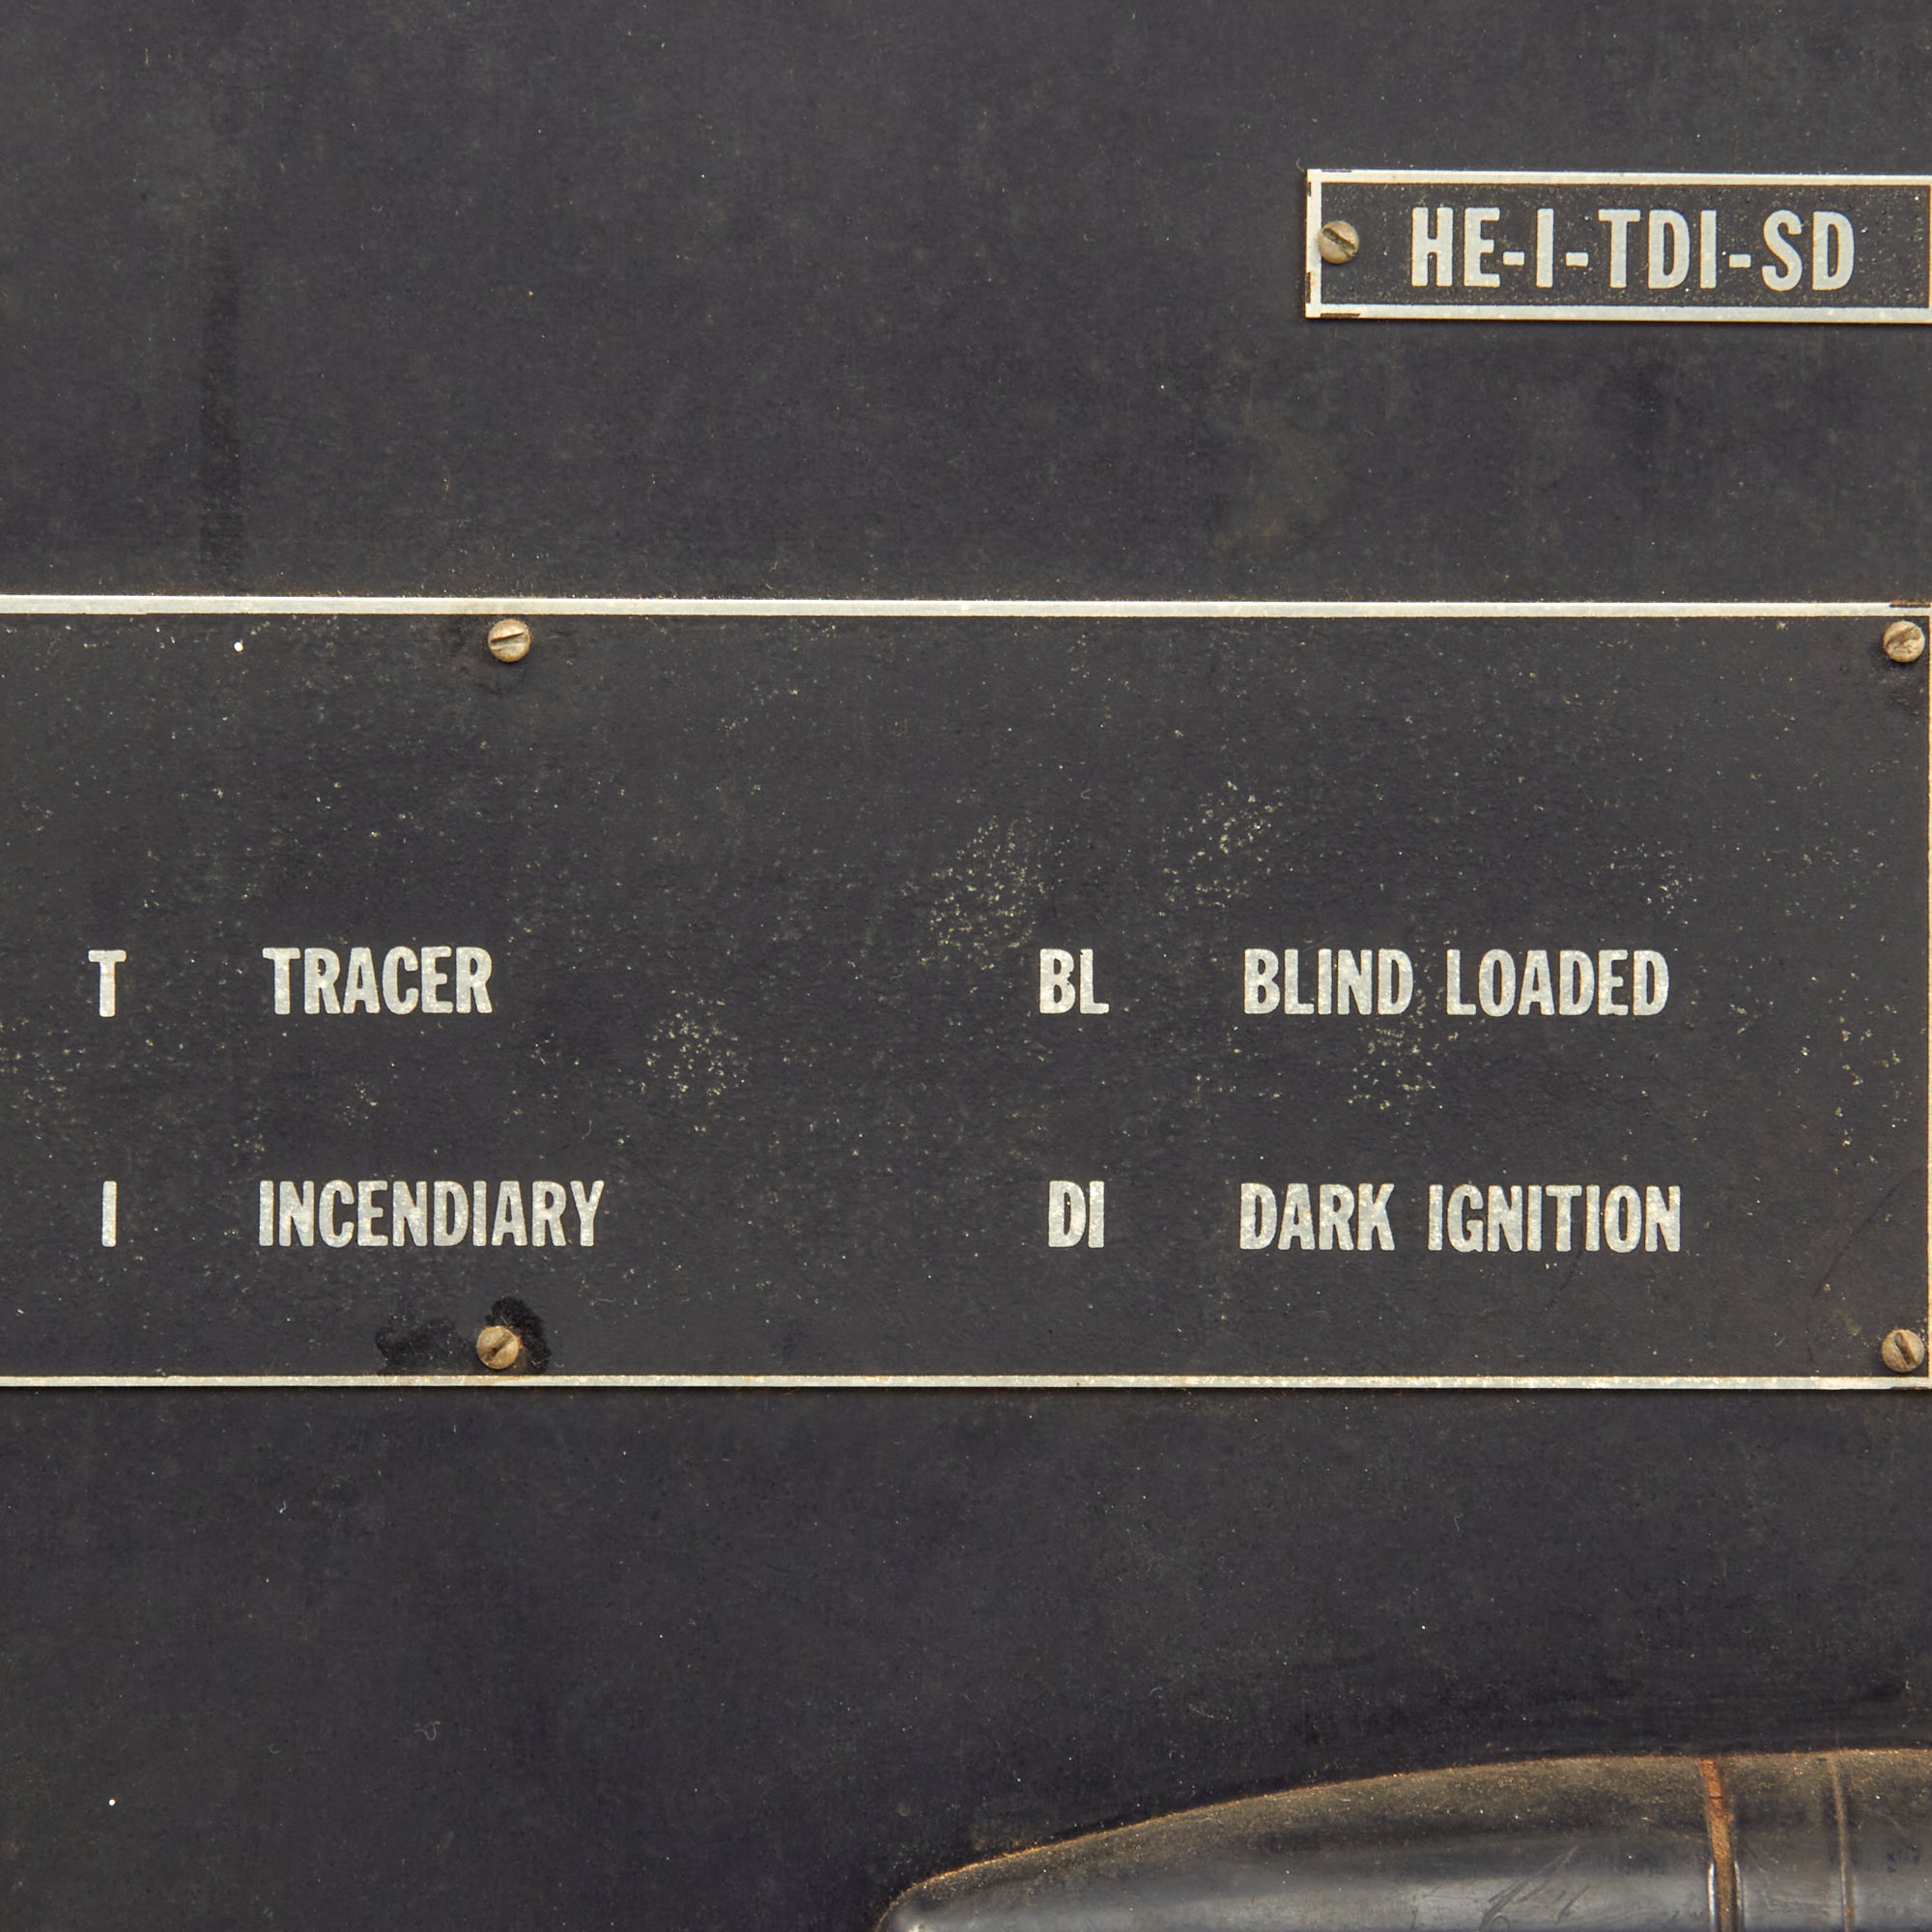 HE-I-TDI-SD
T TRACER BL BLIND LOADED
I INCENDIARY DI DARK IGNITION